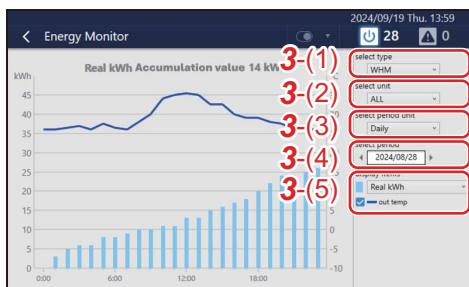 2024/09/19 Thu. 13:59
Energy Monitor
28
0
Real kWh Accumulation value 14 kW
kWh
45
40
35
30
25
20
15
10
5
0
5
0
-5
-10
0:00 6:00 12:00 18:00
3-(1)
select type
WHM
3-(2)
select unit
ALL
3-(3)
select period unit
Daily
3-(4)
select period
2024/08/28
3-(5)
display items
Real kWh
out temp